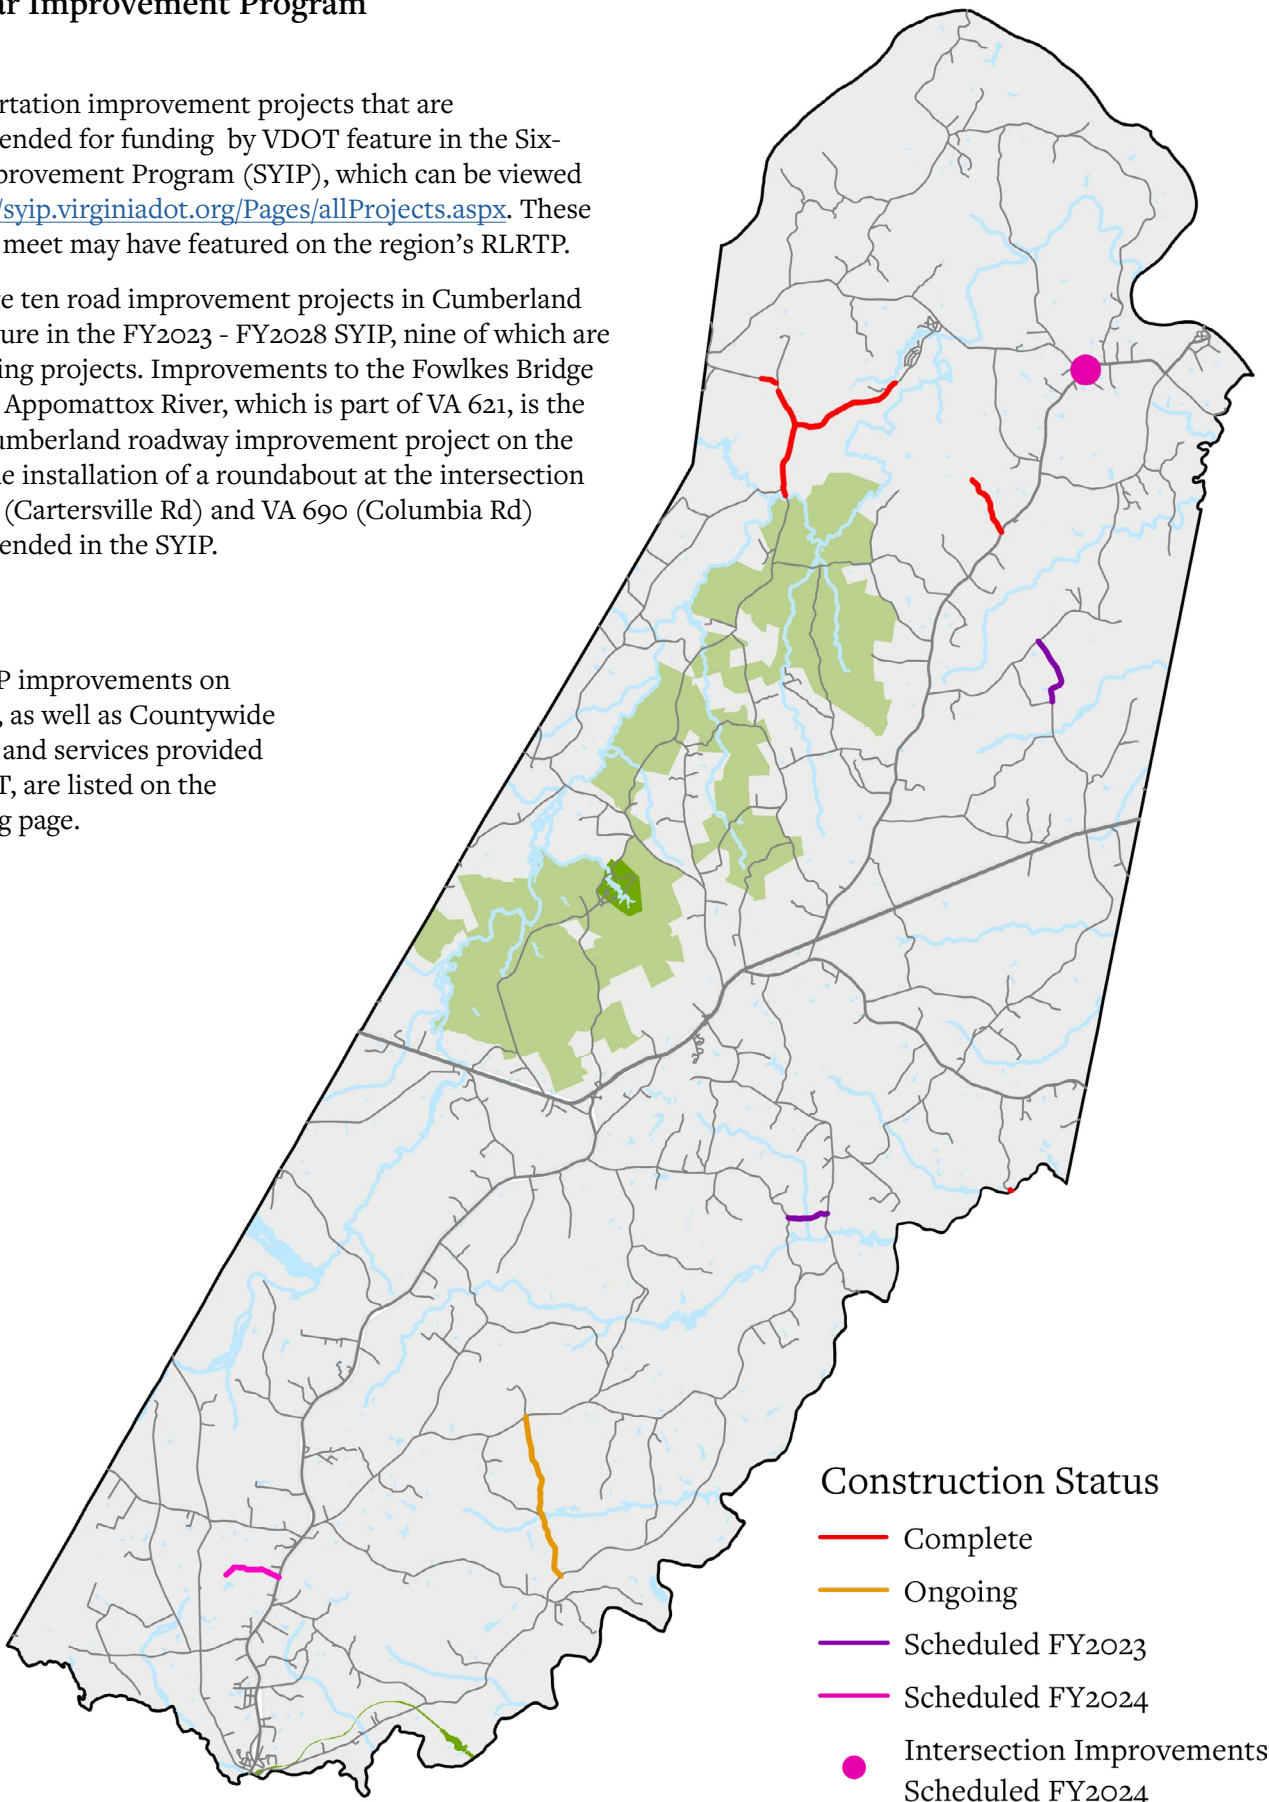 ar Improvement Program
rtation improvement projects that are
ended for funding by VDOT feature in the Six-
provement Program (SYIP), which can be viewed
/syip.virginiadot.org/Pages/allProjects.aspx. These
meet may have featured on the region's RLRTP.
e ten road improvement projects in Cumberland
ure in the FY2023 - FY2028 SYIP, nine of which are
ing projects. Improvements to the Fowlkes Bridge
Appomattox River, which is part of VA 621, is the
umberland roadway improvement project on the
e installation of a roundabout at the intersection
(Cartersville Rd) and VA 690 (Columbia Rd)
ended in the SYIP.
P improvements on
, as well as Countywide
and services provided
T, are listed on the
g page.
Construction Status
Complete
Ongoing
Scheduled FY2023
Scheduled FY2024
Intersection Improvements
Scheduled FY2024